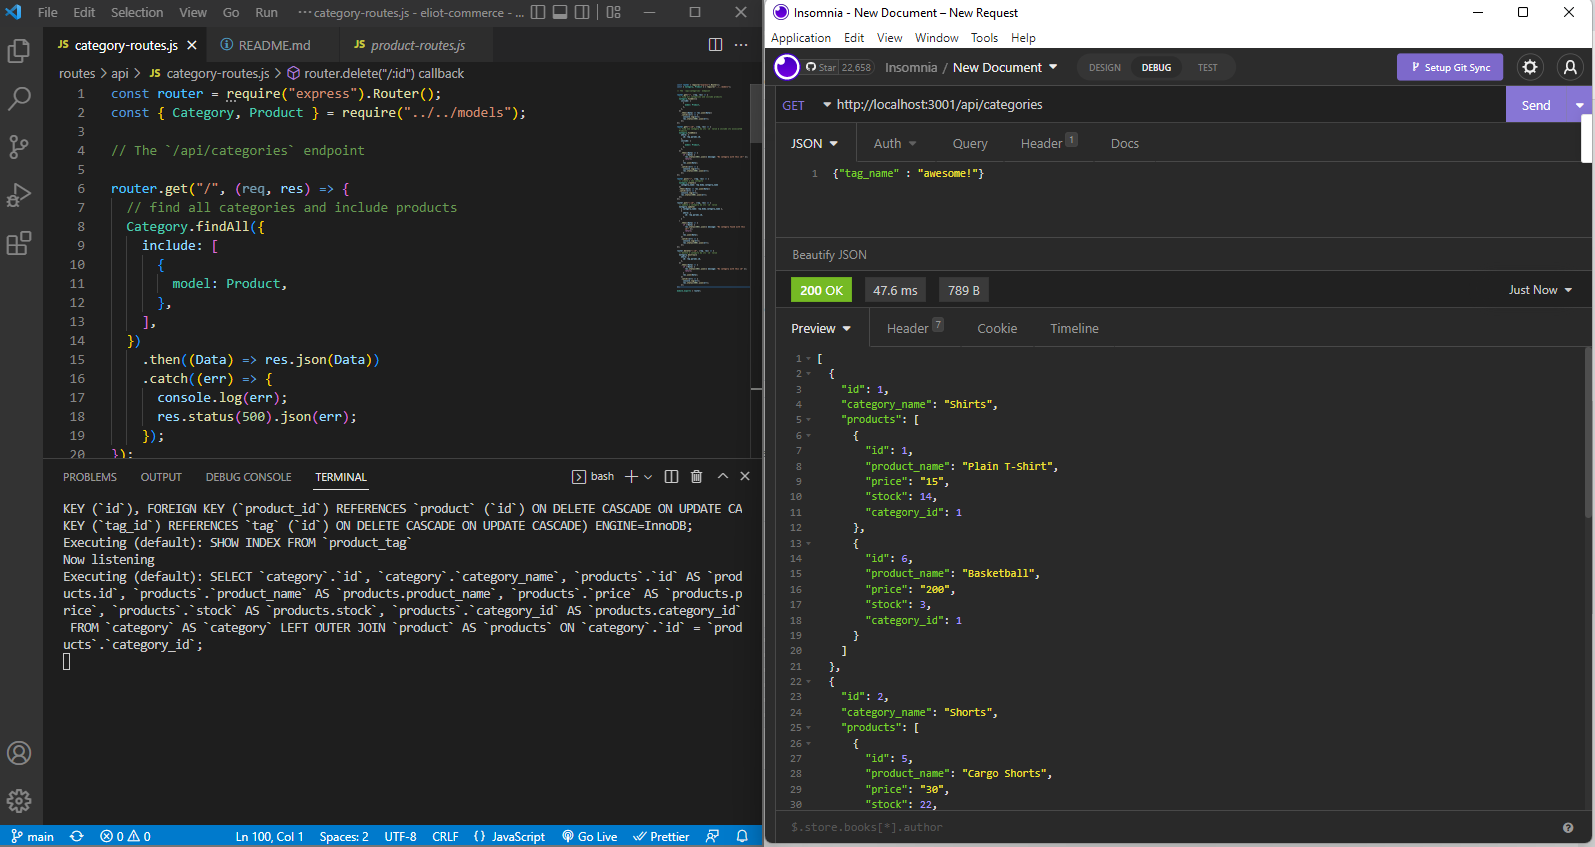 File Edit Selection View Go Run ··· category-routes.js - eliot-commerce - ...
JS category-routes.js
README.md
JS product-routes.js
routes > api > JS category-routes.js > router.delete("/:id") callback
1 const router = require("express").Router();
2 const { Category, Product } = require("../../models");
3
4 // The `/api/categories` endpoint
5
6 router.get("/", (req, res) => {
7 // find all categories and include products
8 Category.findAll({
9 include: [
10 {
11 model: Product,
12 },
13 ],
14 })
15 .then((Data) => res.json(Data))
16 .catch((err) => {
17 console.log(err);
18 res.status(500).json(err);
19 });
20 });
PROBLEMS OUTPUT DEBUG CONSOLE TERMINAL bash
KEY (`id`), FOREIGN KEY (`product_id`) REFERENCES `product` (`id`) ON DELETE CASCADE ON UPDATE CA
KEY (`tag_id`) REFERENCES `tag` (`id`) ON DELETE CASCADE ON UPDATE CASCADE) ENGINE=InnoDB;
Executing (default): SHOW INDEX FROM `product_tag`
Now listening
Executing (default): SELECT `category`.`id`, `category`.`category_name`, `products`.`id` AS `prod
ucts.id`, `products`.`product_name` AS `products.product_name`, `products`.`price` AS `products.p
rice`, `products`.`stock` AS `products.stock`, `products`.`category_id` AS `products.category_id`
FROM `category` AS `category` LEFT OUTER JOIN `product` AS `products` ON `category`.`id` = `prod
ucts`.`category_id`;
main 0 0 Ln 100, Col 1 Spaces: 2 UTF-8 CRLF {} JavaScript Go Live Prettier
Insomnia - New Document – New Request
Application Edit View Window Tools Help
Star 22,658 Insomnia / New Document DESIGN DEBUG TEST Setup Git Sync
GET http://localhost:3001/api/categories Send
JSON Auth Query Header 1 Docs
1 {"tag_name" : "awesome!"}
Beautify JSON
200 OK 47.6 ms 789 B Just Now
Preview Header 7 Cookie Timeline
1 [
2 {
3 "id": 1,
4 "category_name": "Shirts",
5 "products": [
6 {
7 "id": 1,
8 "product_name": "Plain T-Shirt",
9 "price": "15",
10 "stock": 14,
11 "category_id": 1
12 },
13 {
14 "id": 6,
15 "product_name": "Basketball",
16 "price": "200",
17 "stock": 3,
18 "category_id": 1
19 }
20 ]
21 },
22 {
23 "id": 2,
24 "category_name": "Shorts",
25 "products": [
26 {
27 "id": 5,
28 "product_name": "Cargo Shorts",
29 "price": "30",
30 "stock": 22,
$.store.books[*].author